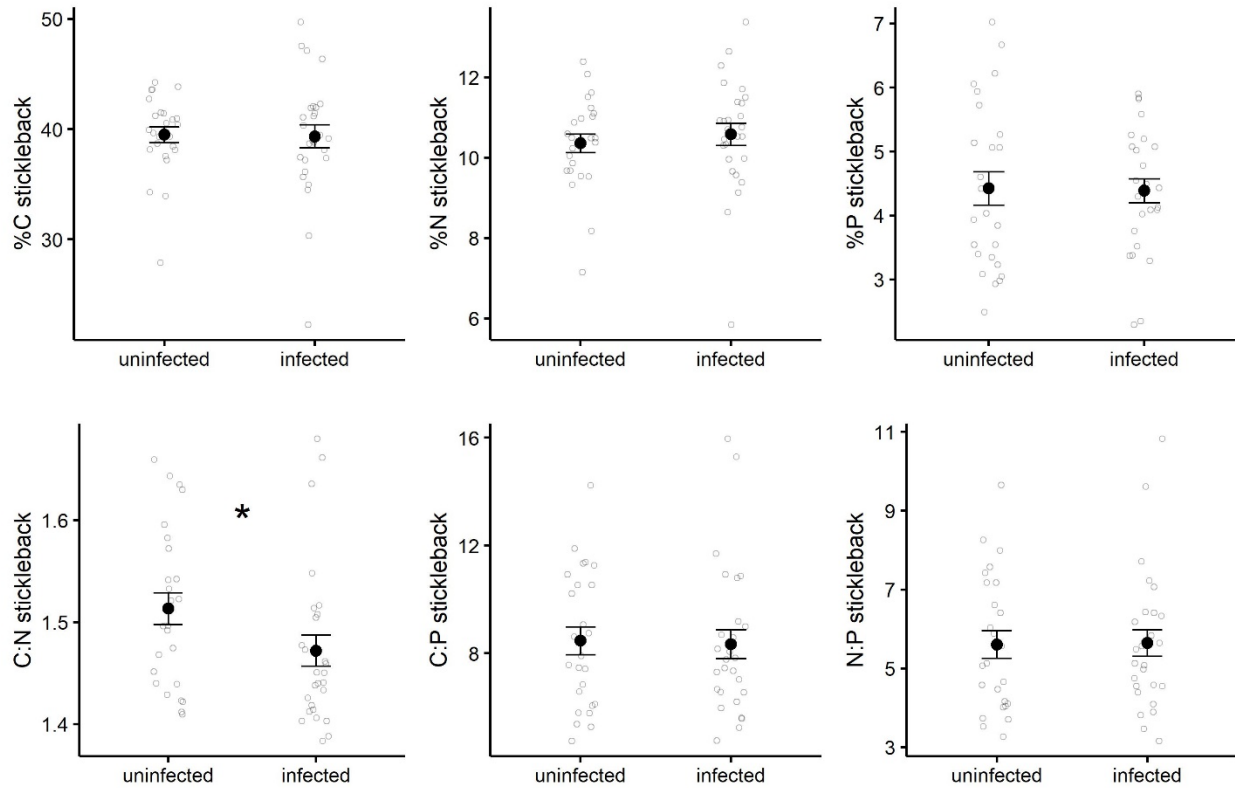 %C stickleback
50
40
30
uninfected infected
%N stickleback
12
10
8
6
uninfected infected
%P stickleback
7
6
5
4
3
uninfected infected
C:N stickleback
1.6
1.5
1.4
*
uninfected infected
C:P stickleback
16
12
8
uninfected infected
N:P stickleback
11
9
7
5
3
uninfected infected